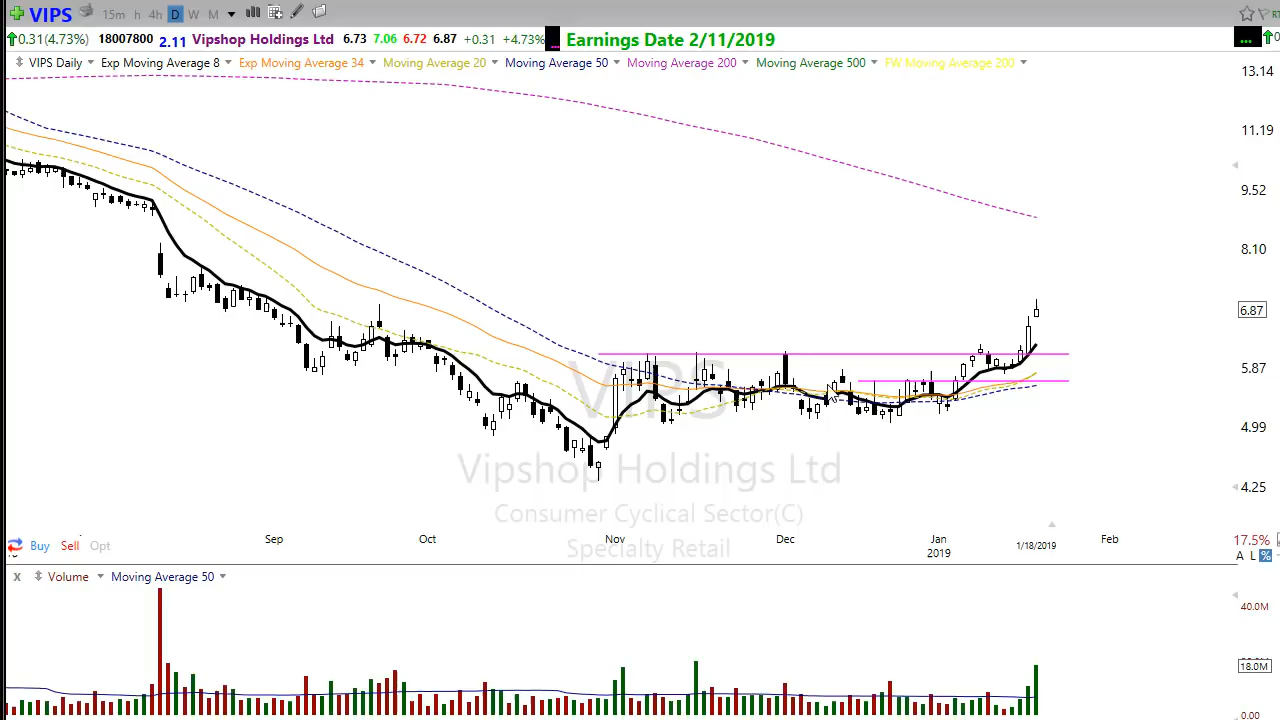 VIPS 15m h 4h D W M
0.31(4.73%) 18007800 2.11 Vipshop Holdings Ltd 6.73 7.06 6.72 6.87 +0.31 +4.73% ... Earnings Date 2/11/2019 ...
VIPS Daily Exp Moving Average 8 Exp Moving Average 34 Moving Average 20 Moving Average 50 Moving Average 200 Moving Average 500 FW Moving Average 200
13.14
11.19
9.52
8.10
6.87
5.87
4.99
4.25
VIPS
Vipshop Holdings Ltd
Consumer Cyclical Sector(C)
Specialty Retail
Sep Oct Nov Dec Jan 2019 1/18/2019 Feb
Buy Sell Opt
17.5%
A L %
X Volume Moving Average 50
40.0M
18.0M
0.00